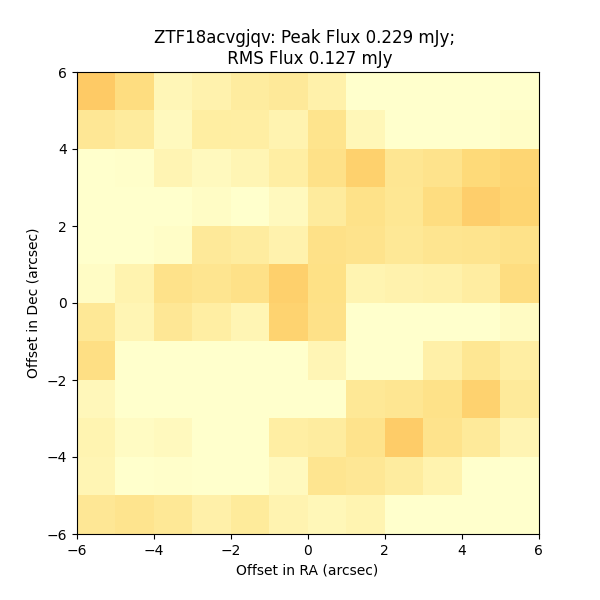 ZTF18acvgjqv: Peak Flux 0.229 mJy;
RMS Flux 0.127 mJy
6
4
2
0
−2
−4
−6
Offset in Dec (arcsec)
−6 −4 −2 0 2 4 6
Offset in RA (arcsec)